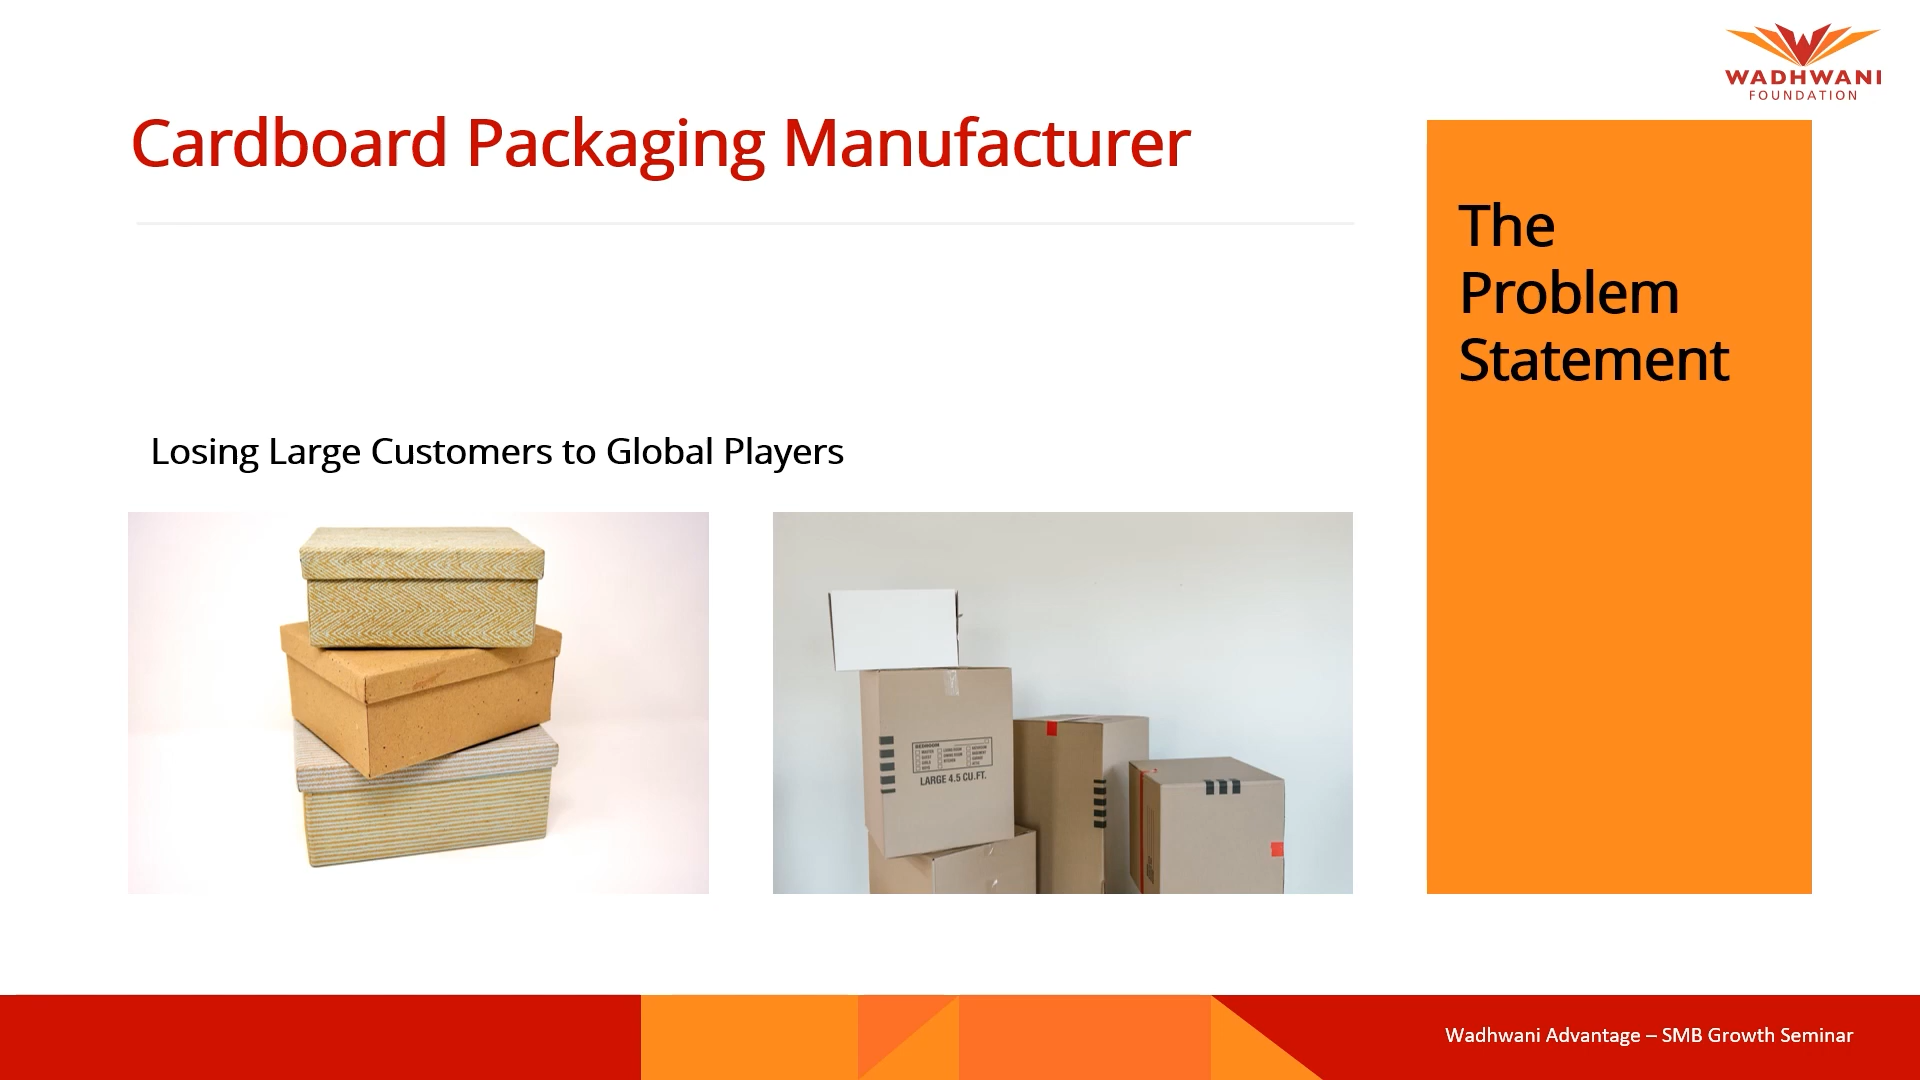 WADHWANI
FOUNDATION
Cardboard Packaging Manufacturer
The
Problem
Statement
Losing Large Customers to Global Players
LARGE 4.5 CU.FT.
Wadhwani Advantage – SMB Growth Seminar